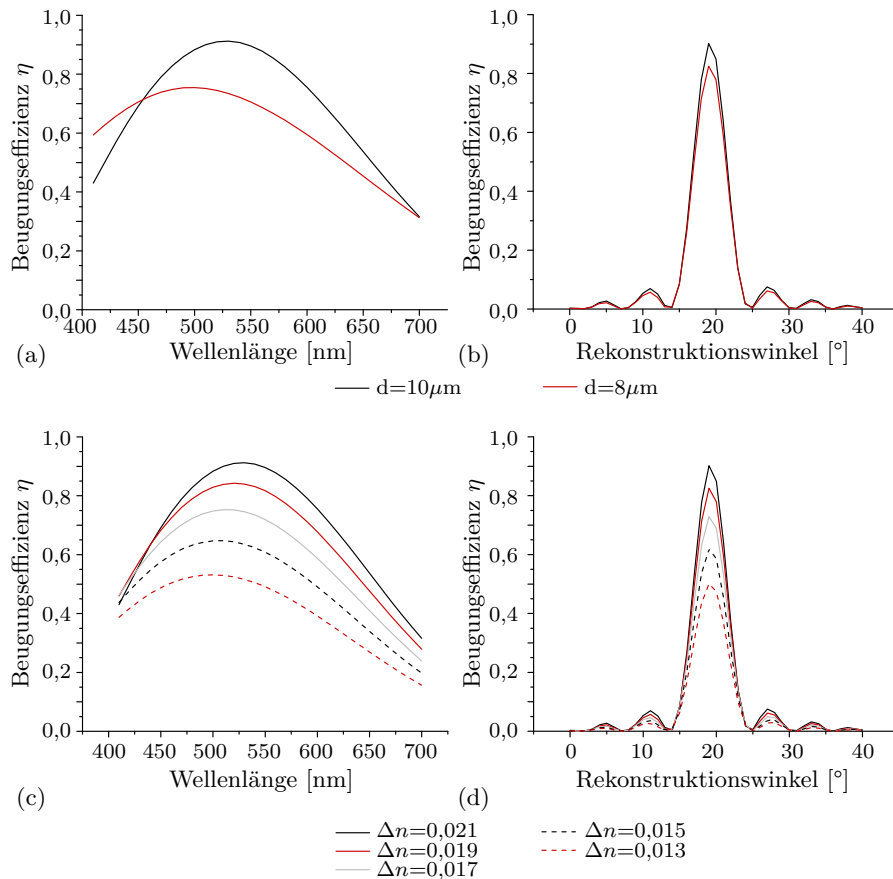 Beugungseffizienz η
1,0
0,8
0,6
0,4
0,2
0,0
400 450 500 550 600 650 700
Wellenlänge [nm]
(a)
Beugungseffizienz η
1,0
0,8
0,6
0,4
0,2
0,0
0 10 20 30 40
Rekonstruktionswinkel [°]
(b)
d=10μm d=8μm
Beugungseffizienz η
1,0
0,8
0,6
0,4
0,2
0,0
400 450 500 550 600 650 700
Wellenlänge [nm]
(c)
Beugungseffizienz η
1,0
0,8
0,6
0,4
0,2
0,0
0 10 20 30 40
Rekonstruktionswinkel [°]
(d)
Δn=0,021 Δn=0,015
Δn=0,019 Δn=0,013
Δn=0,017